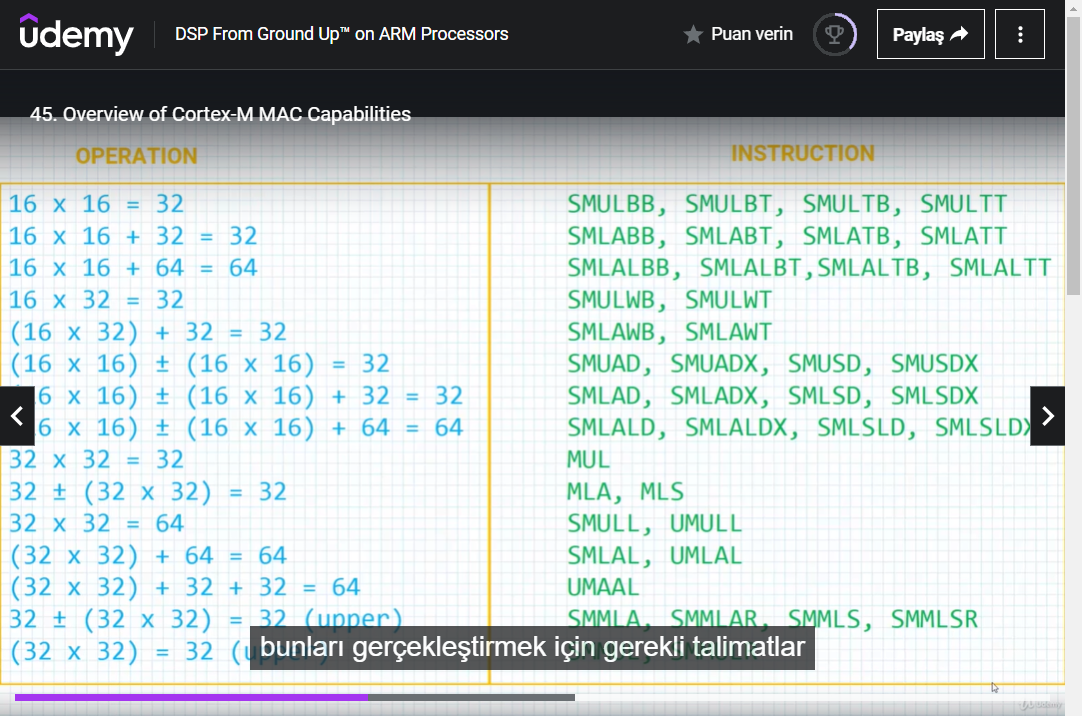 ûdemy
DSP From Ground Up™ on ARM Processors
Puan verin
Paylaş
45. Overview of Cortex-M MAC Capabilities
OPERATION INSTRUCTION
16 x 16 = 32 SMULBB, SMULBT, SMULTB, SMULTT
16 x 16 + 32 = 32 SMLABB, SMLABT, SMLATB, SMLATT
16 x 16 + 64 = 64 SMLALBB, SMLALBT,SMLALTB, SMLALTT
16 x 32 = 32 SMULWB, SMULWT
(16 x 32) + 32 = 32 SMLAWB, SMLAWT
(16 x 16) ± (16 x 16) = 32 SMUAD, SMUADX, SMUSD, SMUSDX
6 x 16) ± (16 x 16) + 32 = 32 SMLAD, SMLADX, SMLSD, SMLSDX
6 x 16) ± (16 x 16) + 64 = 64 SMLALD, SMLALDX, SMLSLD, SMLSLDX
32 x 32 = 32 MUL
32 ± (32 x 32) = 32 MLA, MLS
32 x 32 = 64 SMULL, UMULL
(32 x 32) + 64 = 64 SMLAL, UMLAL
(32 x 32) + 32 + 32 = 64 UMAAL
32 ± (32 x 32) = 32 (upper) SMMLA, SMMLAR, SMMLS, SMMLSR
(32 x 32) = 32 (upper)
bunları gerçekleştirmek için gerekli talimatlar
ûdemy